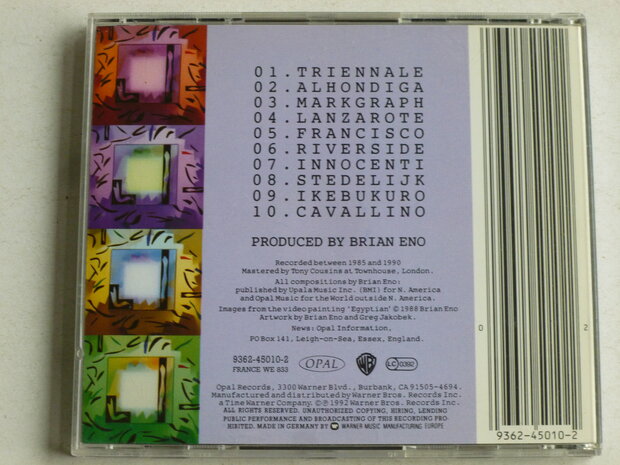 01.TRIENNALE
02.ALHONDIGA
03.MARKGRAPH
04.LANZAROTE
05.FRANCISCO
06.RIVERSIDE
07.INNOCENTI
08.STEDELIJK
09.IKEBUKURO
10.CAVALLINO
PRODUCED BY BRIAN ENO
Recorded between 1985 and 1990
Mastered by Tony Cousins at Townhouse, London.
All compositions by Brian Eno:
published by Upala Music Inc. (BMI) for N. America
and Opal Music for the World outside N. America.
Images from the video painting 'Egyptian' © 1988 Brian Eno
Artwork by Brian Eno and Greg Jakobek.
News: Opal Information,
PO Box 141, Leigh-on-Sea, Essex, England.
9362-45010-2
FRANCE WE 833
OPAL
WB
LC 0392
Opal Records, 3300 Warner Blvd., Burbank, CA 91505-4694.
Manufactured and distributed by Warner Bros. Records Inc.
a Time Warner Company. ©℗ 1992 Warner Bros. Records Inc.
ALL RIGHTS RESERVED. UNAUTHORIZED COPYING, HIRING, LENDING
PUBLIC PERFORMANCE AND BROADCASTING OF THIS RECORDING PRO-
HIBITED. MADE IN GERMANY BY WARNER MUSIC MANUFACTURING EUROPE
0 2
9362-45010-2